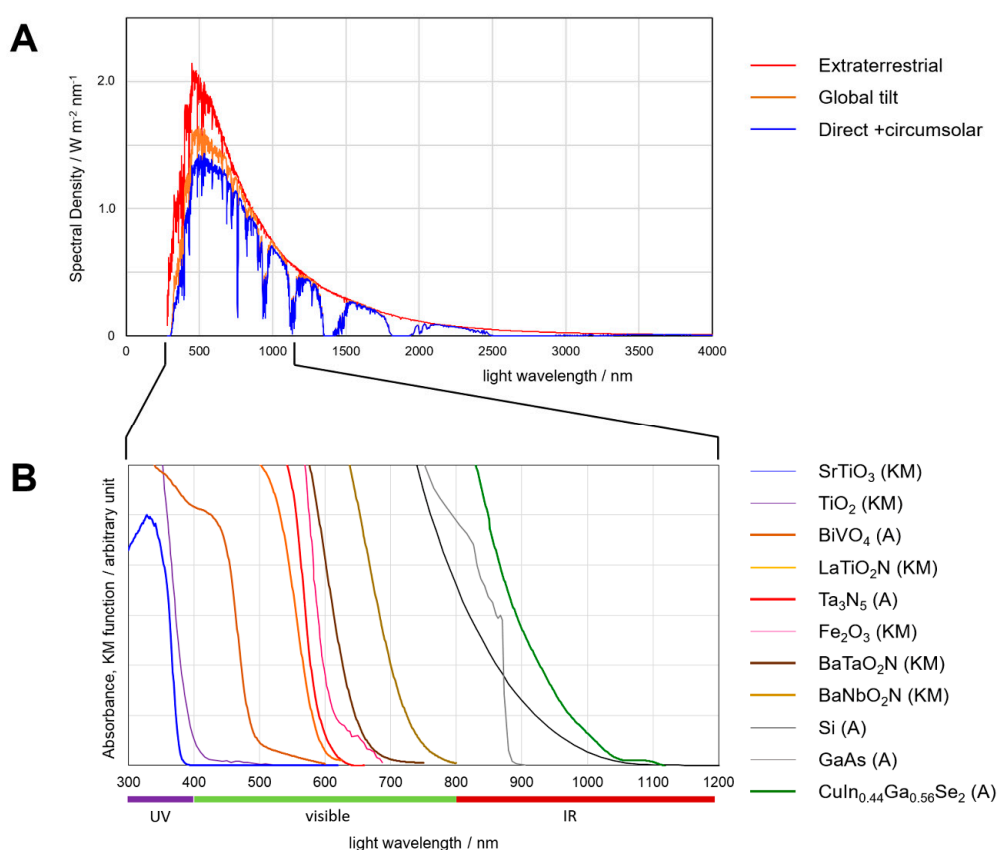 A
Spectral Density / W m⁻² nm⁻¹
2.0
1.0
0
0 500 1000 1500 2000 2500 3000 3500 4000
light wavelength / nm
Extraterrestrial
Global tilt
Direct +circumsolar
B
Absorbance, KM function / arbitrary unit
300 400 500 600 700 800 900 1000 1100 1200
UV visible IR
light wavelength / nm
SrTiO₃ (KM)
TiO₂ (KM)
BiVO₄ (A)
LaTiO₂N (KM)
Ta₃N₅ (A)
Fe₂O₃ (KM)
BaTaO₂N (KM)
BaNbO₂N (KM)
Si (A)
GaAs (A)
CuIn₀.₄₄Ga₀.₅₆Se₂ (A)